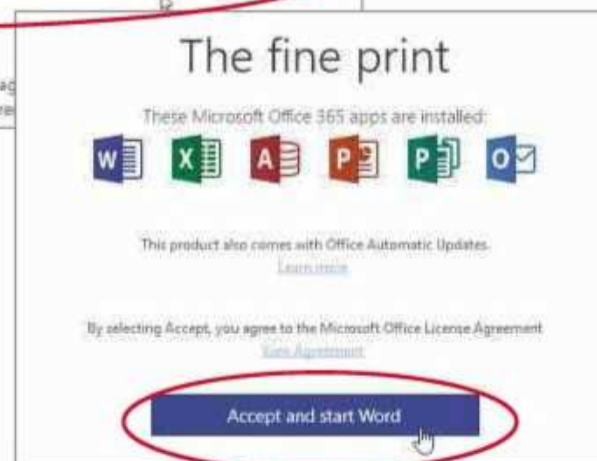 The fine print
These Microsoft Office 365 apps are installed:
W X A P P O
This product also comes with Office Automatic Updates.
Learn more
By selecting Accept, you agree to the Microsoft Office License Agreement
View Agreement
Accept and start Word